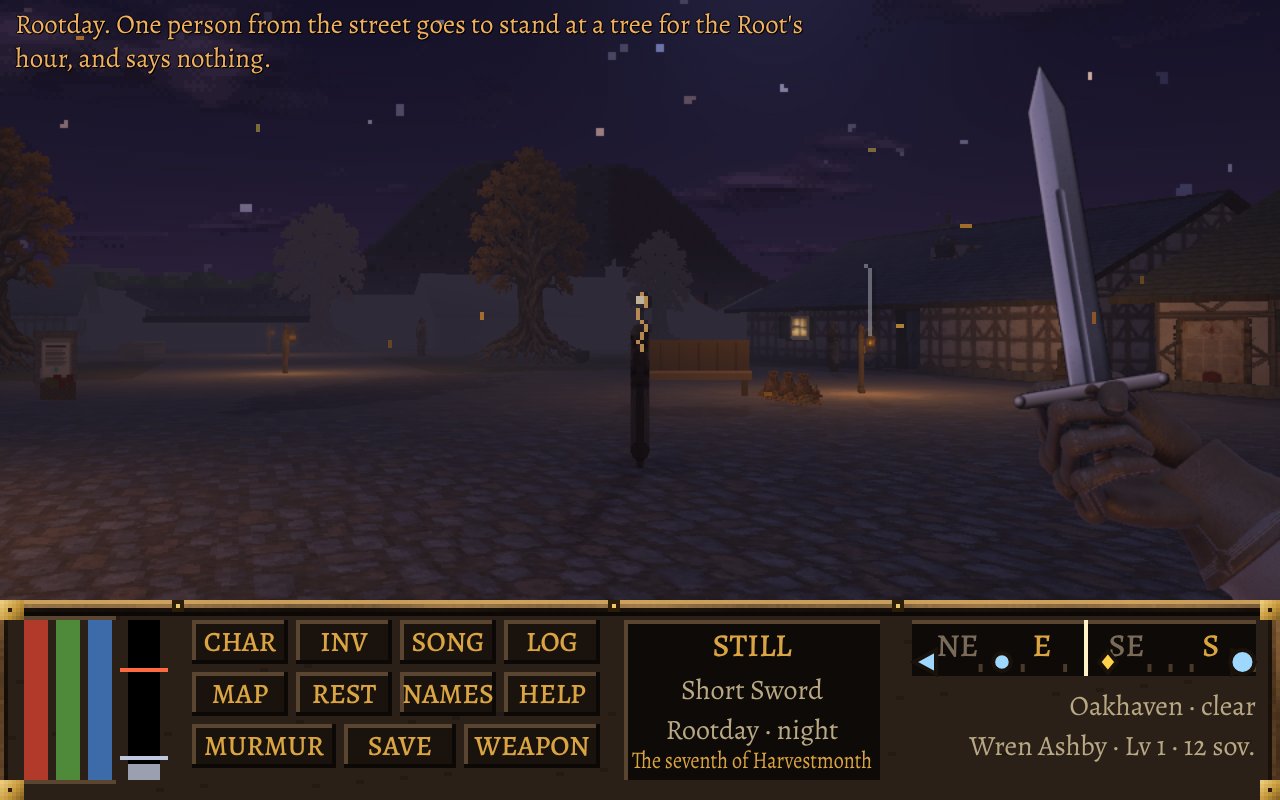 Rootday. One person from the street goes to stand at a tree for the Root's
hour, and says nothing.
CHAR INV SONG LOG
MAP REST NAMES HELP
MURMUR SAVE WEAPON
STILL
Short Sword
Rootday · night
The seventh of Harvestmonth
NE E SE S
Oakhaven · clear
Wren Ashby · Lv 1 · 12 sov.